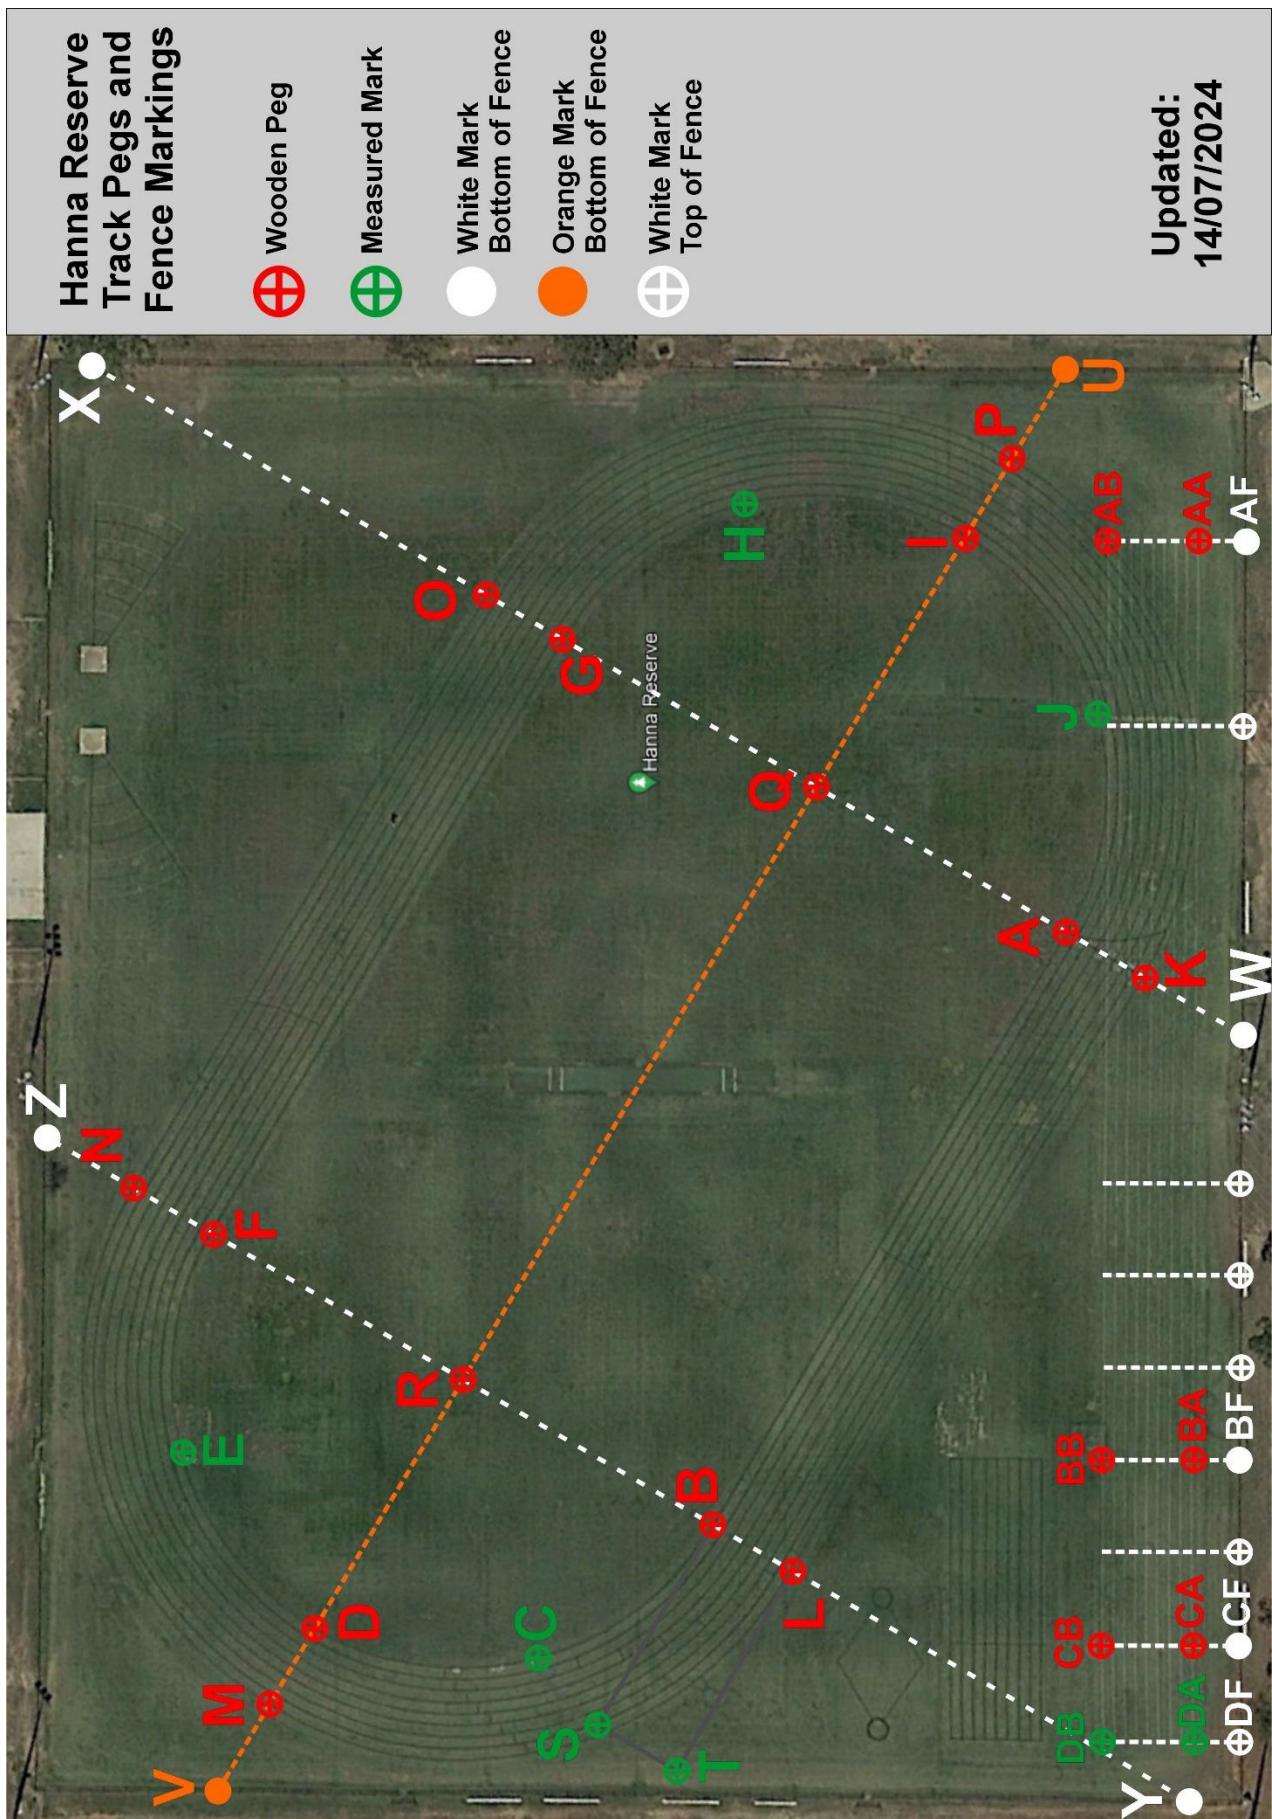 Hanna Reserve
Track Pegs and
Fence Markings
Wooden Peg
Measured Mark
White Mark
Bottom of Fence
Orange Mark
Bottom of Fence
White Mark
Top of Fence
Updated:
14/07/2024
V
M
D
E
Z
N
F
R
C
S
T
B
L
Y
X
O
G
Hanna Reserve
H
Q
I
P
U
J
A
K
W
DB
DA
DF
CB
CA
CF
BB
BA
BF
AB
AA
AF